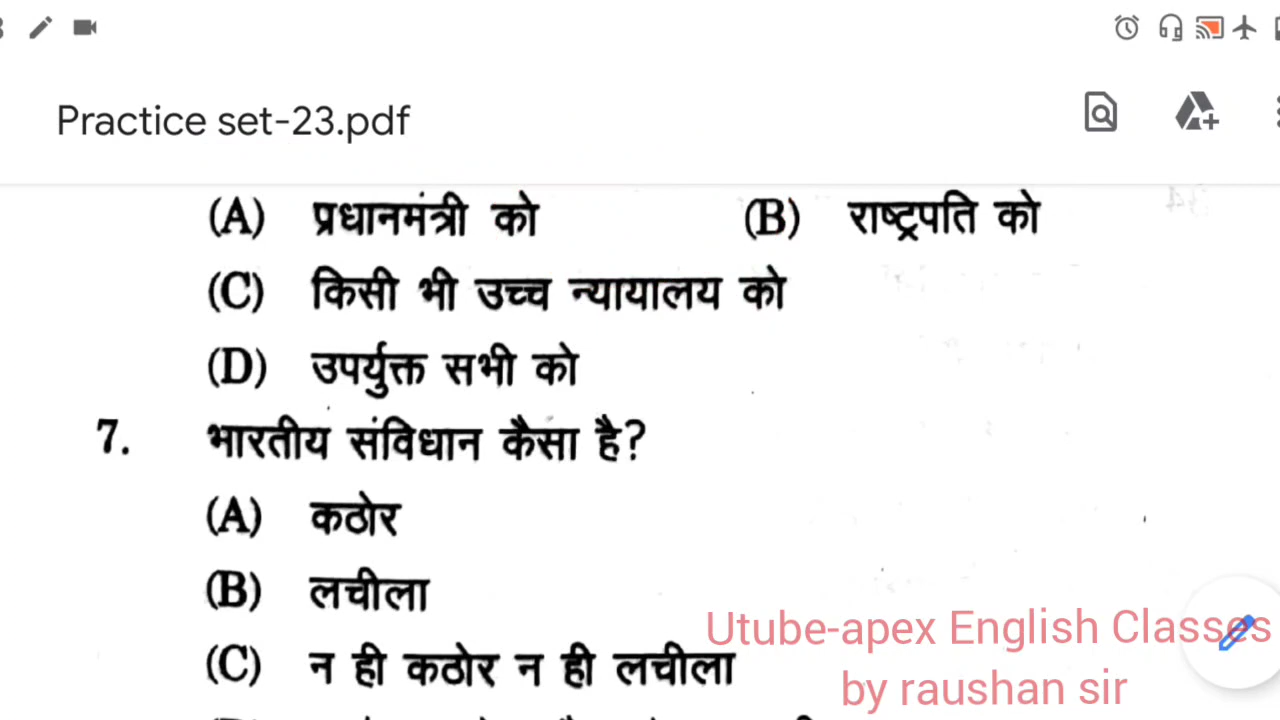 Practice set-23.pdf
(A) प्रधानमंत्री को (B) राष्ट्रपति को
(C) किसी भी उच्च न्यायालय को
(D) उपर्युक्त सभी को
7. भारतीय संविधान कैसा है?
(A) कठोर
(B) लचीला
(C) न ही कठोर न ही लचीला
Utube-apex English Classes
by raushan sir